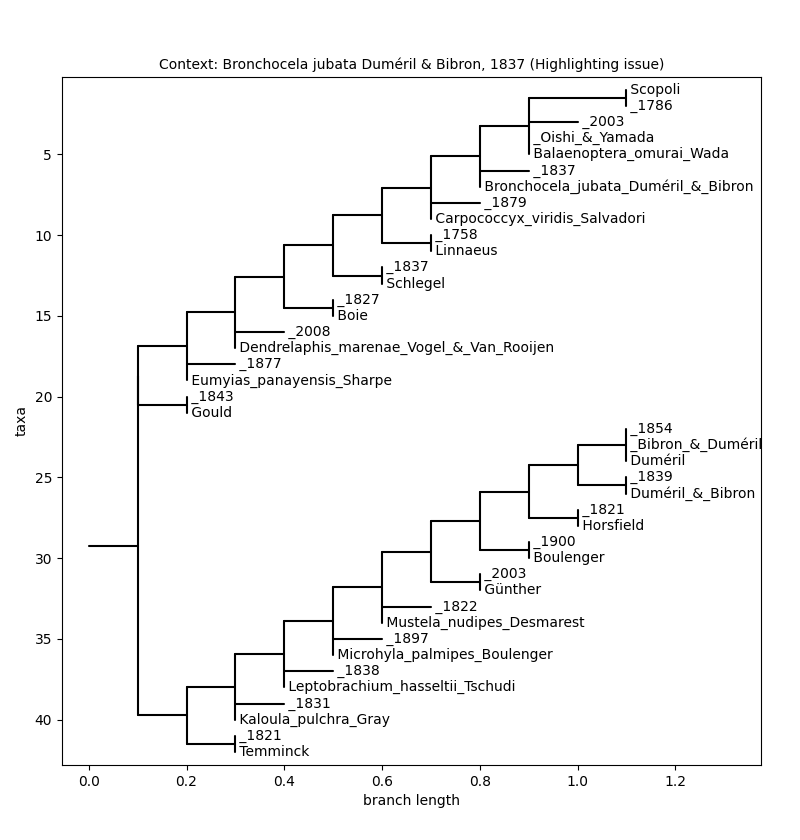 Context: Bronchocela jubata Duméril & Bibron, 1837 (Highlighting issue)
Scopoli
_1786
_2003
_Oishi_&_Yamada
Balaenoptera_omurai_Wada
_1837
Bronchocela_jubata_Duméril_&_Bibron
_1879
Carpococcyx_viridis_Salvadori
_1758
Linnaeus
_1837
Schlegel
_1827
Boie
_2008
Dendrelaphis_marenae_Vogel_&_Van_Rooijen
_1877
Eumyias_panayensis_Sharpe
_1843
Gould
_1854
_Bibron_&_Duméril
Duméril
_1839
Duméril_&_Bibron
_1821
Horsfield
_1900
Boulenger
_2003
Günther
_1822
Mustela_nudipes_Desmarest
_1897
Microhyla_palmipes_Boulenger
_1838
Leptobrachium_hasseltii_Tschudi
_1831
Kaloula_pulchra_Gray
_1821
Temminck
5
10
15
20
25
30
35
40
taxa
0.0 0.2 0.4 0.6 0.8 1.0 1.2
branch length